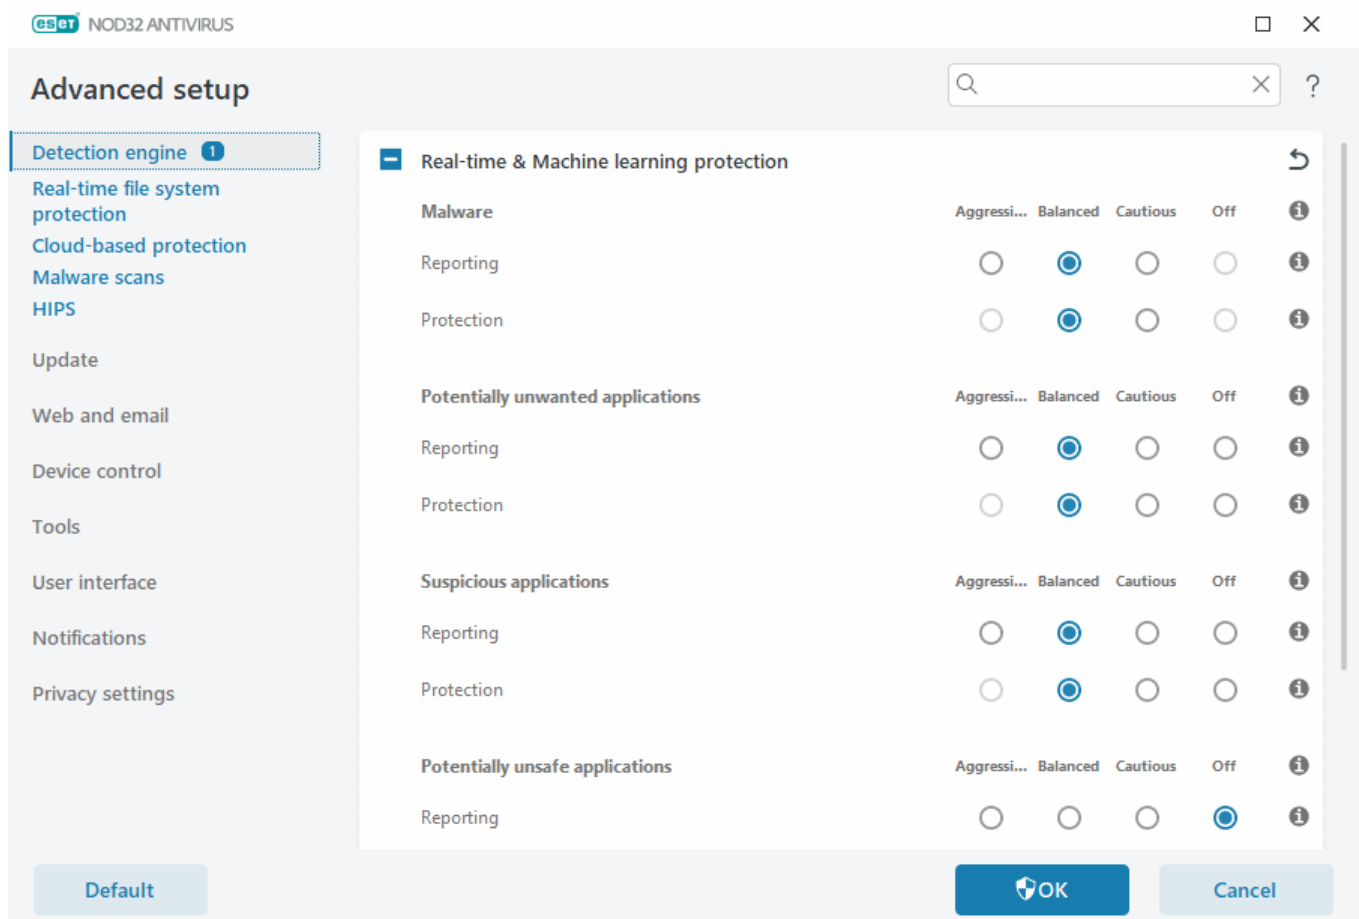 eset NOD32 ANTIVIRUS
Advanced setup
?
Detection engine 1
Real-time file system
protection
Cloud-based protection
Malware scans
HIPS
Update
Web and email
Device control
Tools
User interface
Notifications
Privacy settings
Real-time & Machine learning protection
Malware Aggressi... Balanced Cautious Off
Reporting
Protection
Potentially unwanted applications Aggressi... Balanced Cautious Off
Reporting
Protection
Suspicious applications Aggressi... Balanced Cautious Off
Reporting
Protection
Potentially unsafe applications Aggressi... Balanced Cautious Off
Reporting
Default OK Cancel